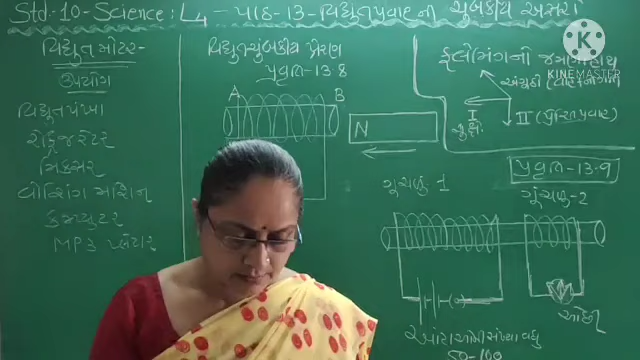 Std-10-Science: L4 - પાઠ-13-વિદ્યુતપ્રવાહની ચુંબકીય અસરો
વિદ્યુત મોટર-
ઉપયોગ
વિદ્યુતપંખા
રેફ્રિજરેટર
મિક્સર
વોશિંગ મશિન
કમ્પ્યુટર
MP3 પ્લેયર
વિદ્યુતચુંબકીય પ્રેરણ
પ્રવૃત્તિ-13.8
A
B
N
ફ્લેમિંગનો જમણા હાથ
અંગૂઠો
I
II (પ્રેરિતપ્રવાહ)
પ્રવૃત્તિ-13.9
ગૂંચળું-1
ગૂંચળું-2
આંટાઓની સંખ્યા વધુ
50-100
KINEMASTER